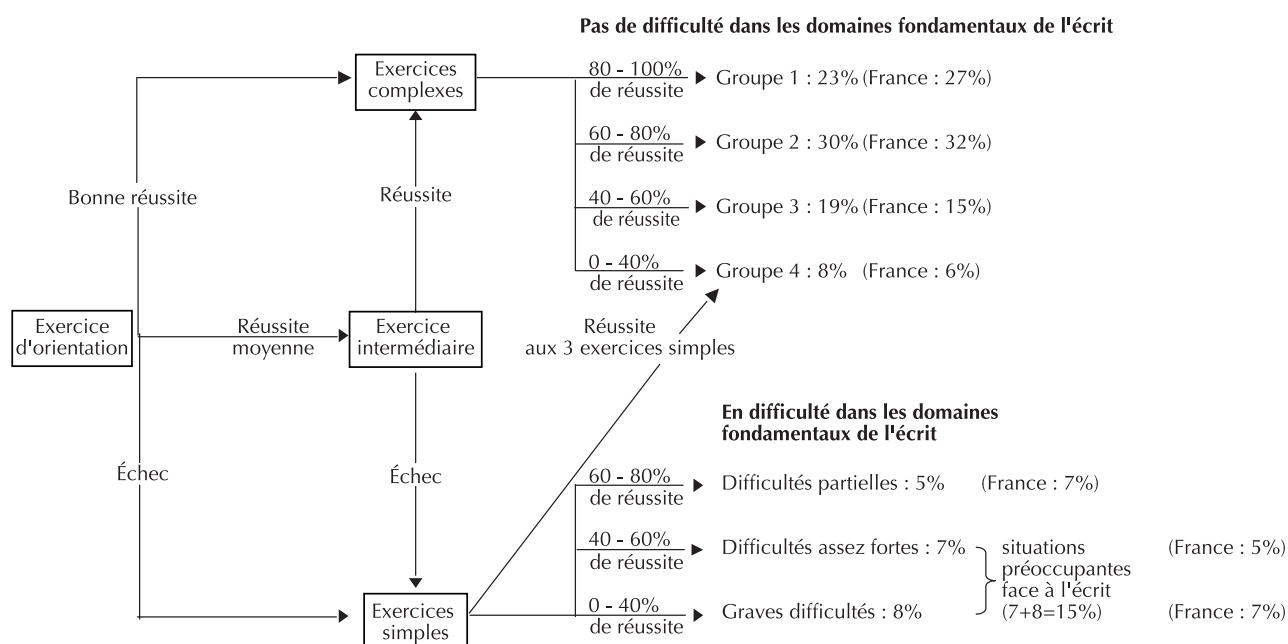 Pas de difficulté dans les domaines fondamentaux de l'écrit
Exercices
complexes
80 - 100%
de réussite
Groupe 1 : 23% (France : 27%)
60 - 80%
de réussite
Groupe 2 : 30% (France : 32%)
Bonne réussite
Réussite
40 - 60%
de réussite
Groupe 3 : 19% (France : 15%)
0 - 40%
de réussite
Groupe 4 : 8% (France : 6%)
Exercice
d'orientation
Réussite
moyenne
Exercice
intermédiaire
Réussite
aux 3 exercices simples
En difficulté dans les domaines
fondamentaux de l'écrit
Échec
Échec
60 - 80%
de réussite
Difficultés partielles : 5% (France : 7%)
40 - 60%
de réussite
Difficultés assez fortes : 7%
situations
préoccupantes
face à l'écrit
(7+8=15%)
(France : 5%)
Exercices
simples
0 - 40%
de réussite
Graves difficultés : 8%
(France : 7%)